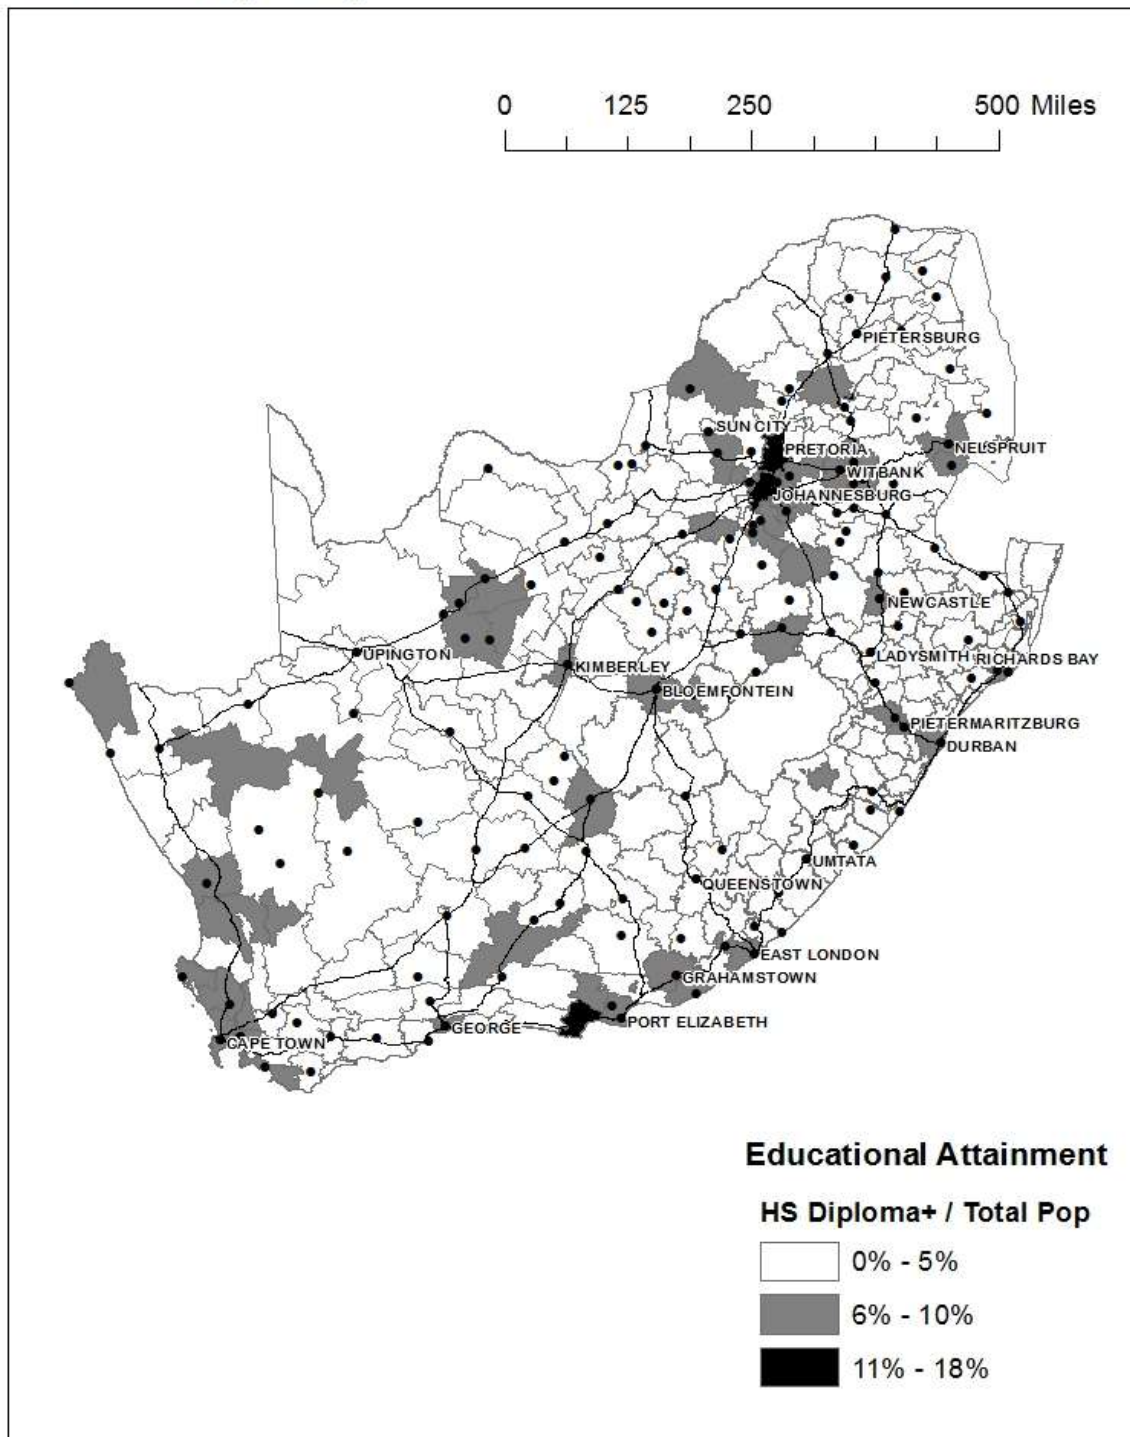 0 125 250 500 Miles
PIETERSBURG
SUN CITY
PRETORIA
NELSPRUIT
WITBANK
JOHANNESBURG
NEWCASTLE
UPINGTON
LADYSMITH
RICHARDS BAY
KIMBERLEY
BLOEMFONTEIN
PIETERMARITZBURG
DURBAN
UMTATA
QUEENSTOWN
EAST LONDON
GRAHAMSTOWN
PORT ELIZABETH
GEORGE
CAPE TOWN
Educational Attainment
HS Diploma+ / Total Pop
0% - 5%
6% - 10%
11% - 18%